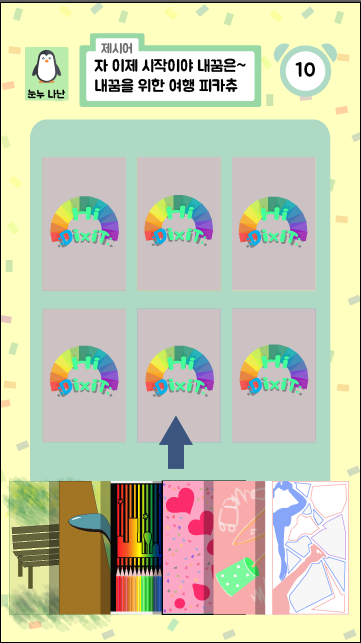 제시어
자 이제 시작이야 내꿈은~
내꿈을 위한 여행 피카츄
10
눈누 나난
Hi
DixiT.
Hi
DixiT.
Hi
DixiT.
Hi
DixiT.
Hi
DixiT.
Hi
DixiT.